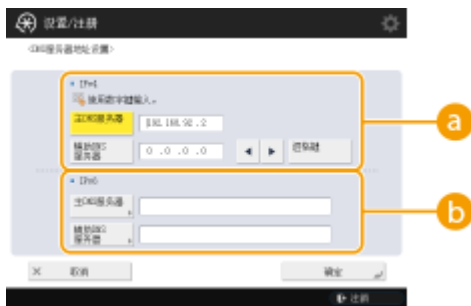 设置/注册
<DNS服务器地址设置>
• IPv4
使用数字键输入。
主DNS服务器
192.168.92.2
a
辅助DNS
服务器
0 .0 .0 .0
◀
▶
退格键
• IPv6
主DNS服务器
b
辅助DNS
服务器
× 取消
确定
注销